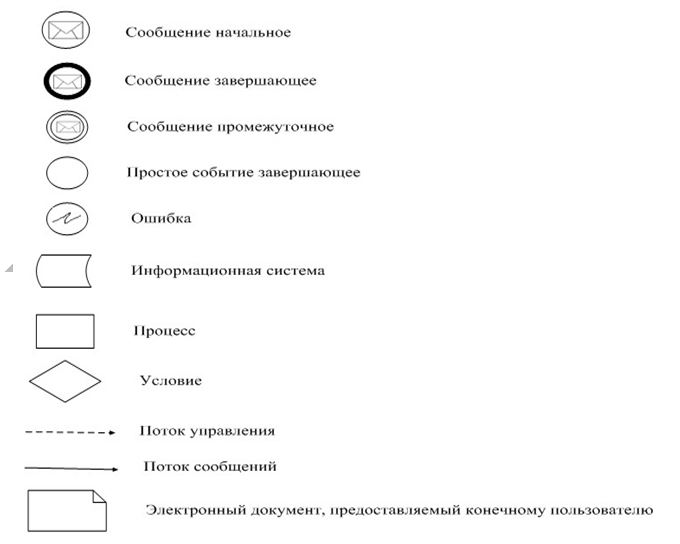 Сообщение начальное
Сообщение завершающее
Сообщение промежуточное
Простое событие завершающее
Ошибка
Информационная система
Процесс
Условие
Поток управления
Поток сообщений
Электронный документ, предоставляемый конечному пользователю